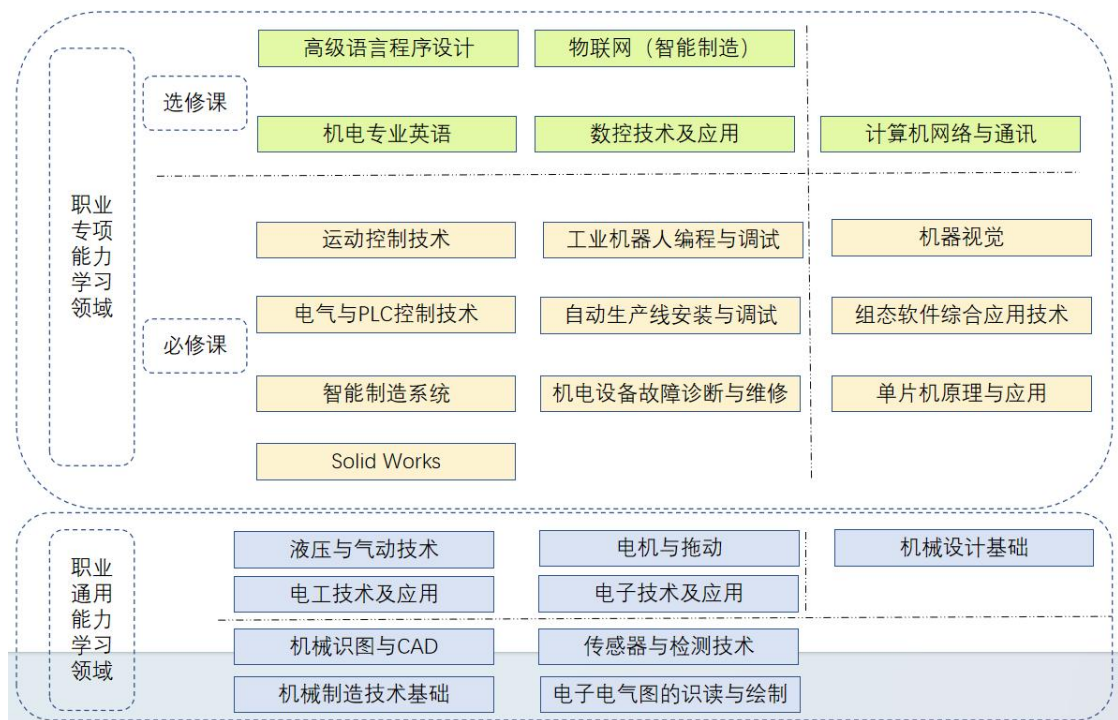 高级语言程序设计
物联网（智能制造）
选修课
机电专业英语
数控技术及应用
计算机网络与通讯
职业
专项
能力
学习
领域
运动控制技术
工业机器人编程与调试
机器视觉
电气与PLC控制技术
自动生产线安装与调试
组态软件综合应用技术
必修课
智能制造系统
机电设备故障诊断与维修
单片机原理与应用
Solid Works
职业
通用
能力
学习
领域
液压与气动技术
电机与拖动
机械设计基础
电工技术及应用
电子技术及应用
机械识图与CAD
传感器与检测技术
机械制造技术基础
电子电气图的识读与绘制